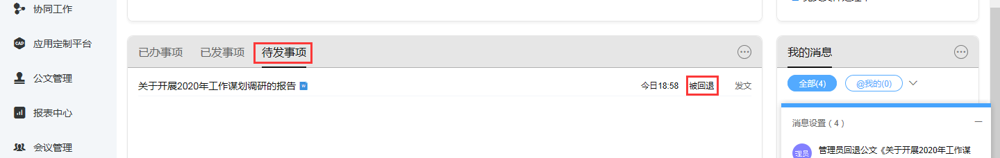 协同工作
应用定制平台
CAP
公文管理
报表中心
会议管理
已办事项 已发事项 待发事项
关于开展2020年工作谋划调研的报告 W 今日18:58 被回退 发文
我的消息
全部(4) @我的(0)
消息设置（4）
理员 管理员回退公文《关于开展2020年工作谋